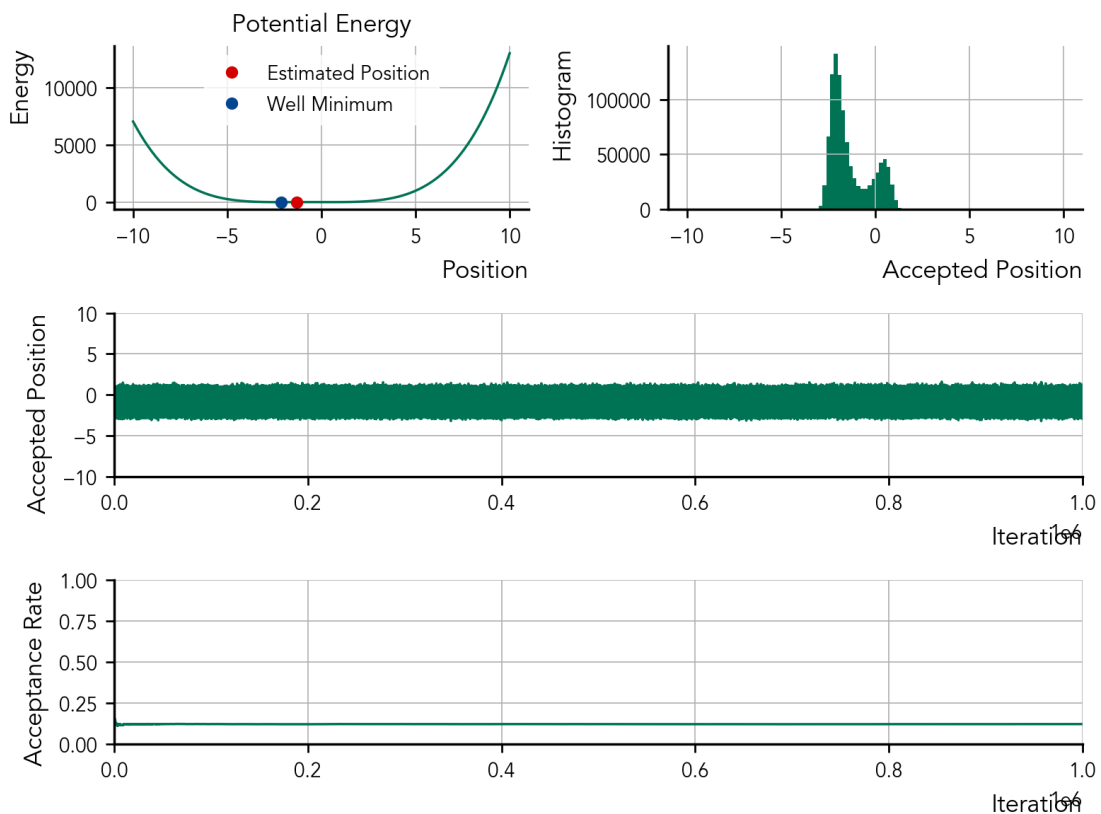 Potential Energy
Energy
10000
5000
0
Estimated Position
Well Minimum
−10 −5 0 5 10
Position
Histogram
100000
50000
0
−10 −5 0 5 10
Accepted Position
Accepted Position
10
5
0
−5
−10
0.0 0.2 0.4 0.6 0.8 1.0
1e6
Iteration
Acceptance Rate
1.00
0.75
0.50
0.25
0.00
0.0 0.2 0.4 0.6 0.8 1.0
1e6
Iteration